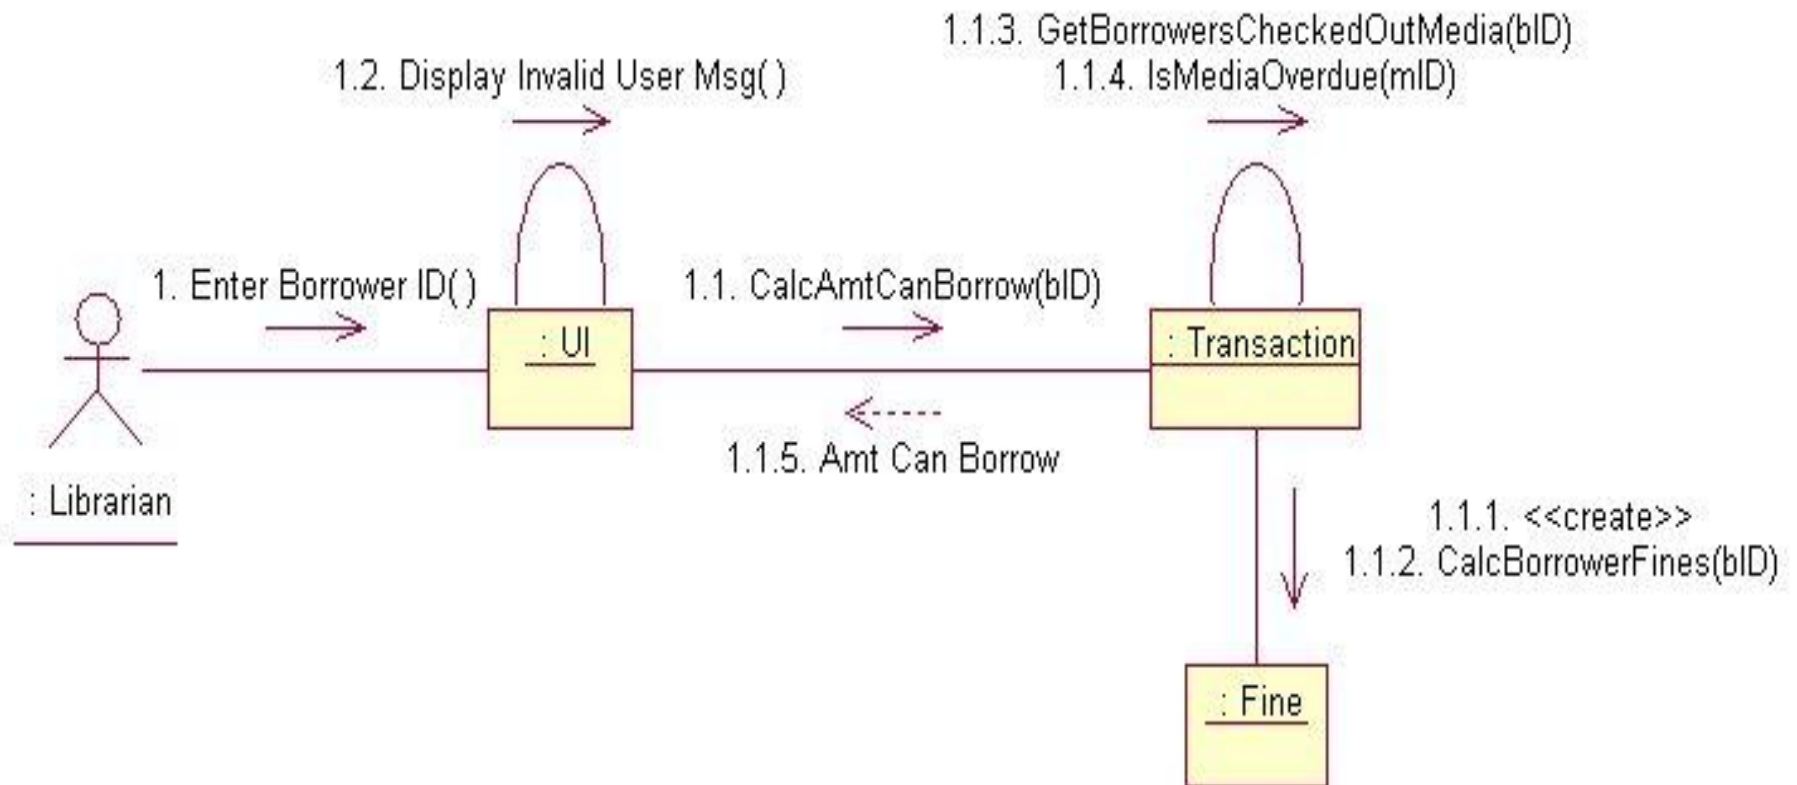 1.1.3. GetBorrowersCheckedOutMedia(bID)
1.2. Display Invalid User Msg( )
1.1.4. IsMediaOverdue(mID)
1. Enter Borrower ID( )
1.1. CalcAmtCanBorrow(bID)
: UI
: Transaction
1.1.5. Amt Can Borrow
: Librarian
1.1.1. <<create>>
1.1.2. CalcBorrowerFines(bID)
: Fine